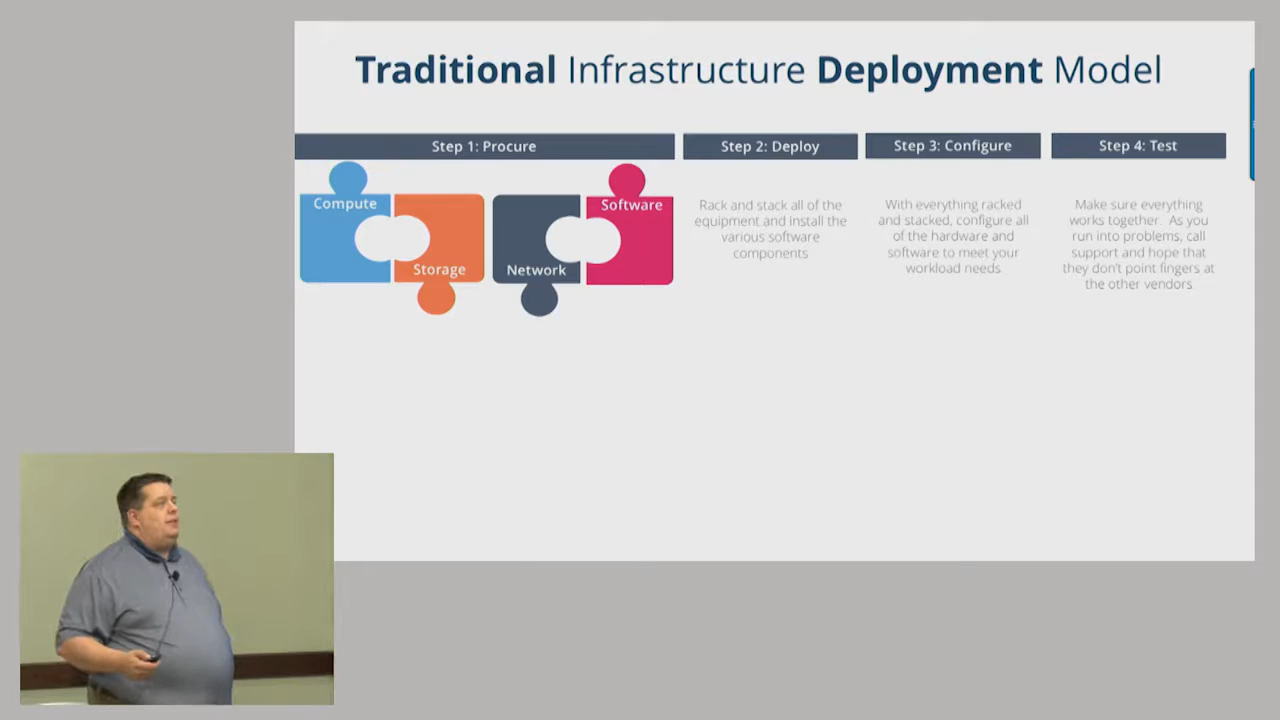 Traditional Infrastructure Deployment Model
Step 1: Procure
Compute
Storage
Network
Software
Step 2: Deploy
Rack and stack all of the
equipment and install the
various software
components
Step 3: Configure
With everything racked
and stacked, configure all
of the hardware and
software to meet your
workload needs
Step 4: Test
Make sure everything
works together. As you
run into problems, call
support and hope that
they don't point fingers at
the other vendors